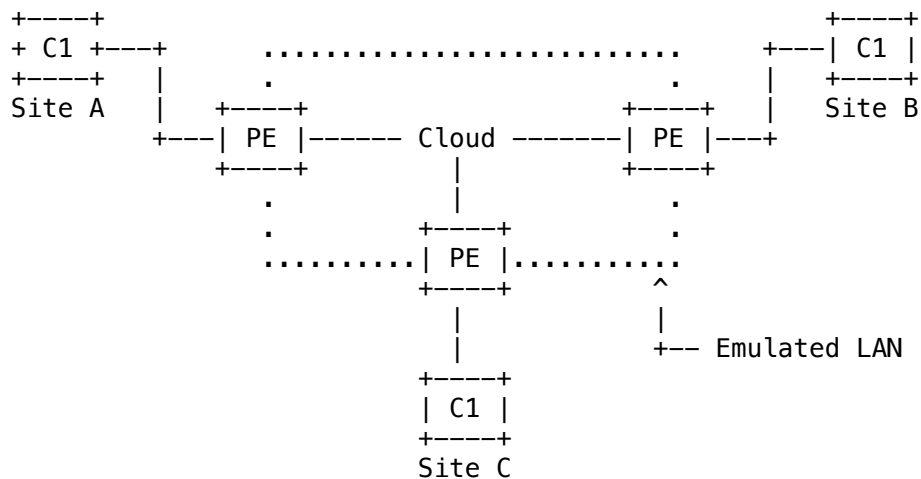 +----+                                              +----+
+ C1 +---+    ...........................     +---| C1 |
+----+   |    .                         .     |   +----+
Site A   |  +----+                   +----+   |   Site B
         +---| PE |------ Cloud -------| PE |---+
             +----+         |          +----+
                .           |             .
                .         +----+          .
                ..........| PE |...........
                          +----+         ^
                            |            |
                            |            +-- Emulated LAN
                          +----+
                          | C1 |
                          +----+
                          Site C